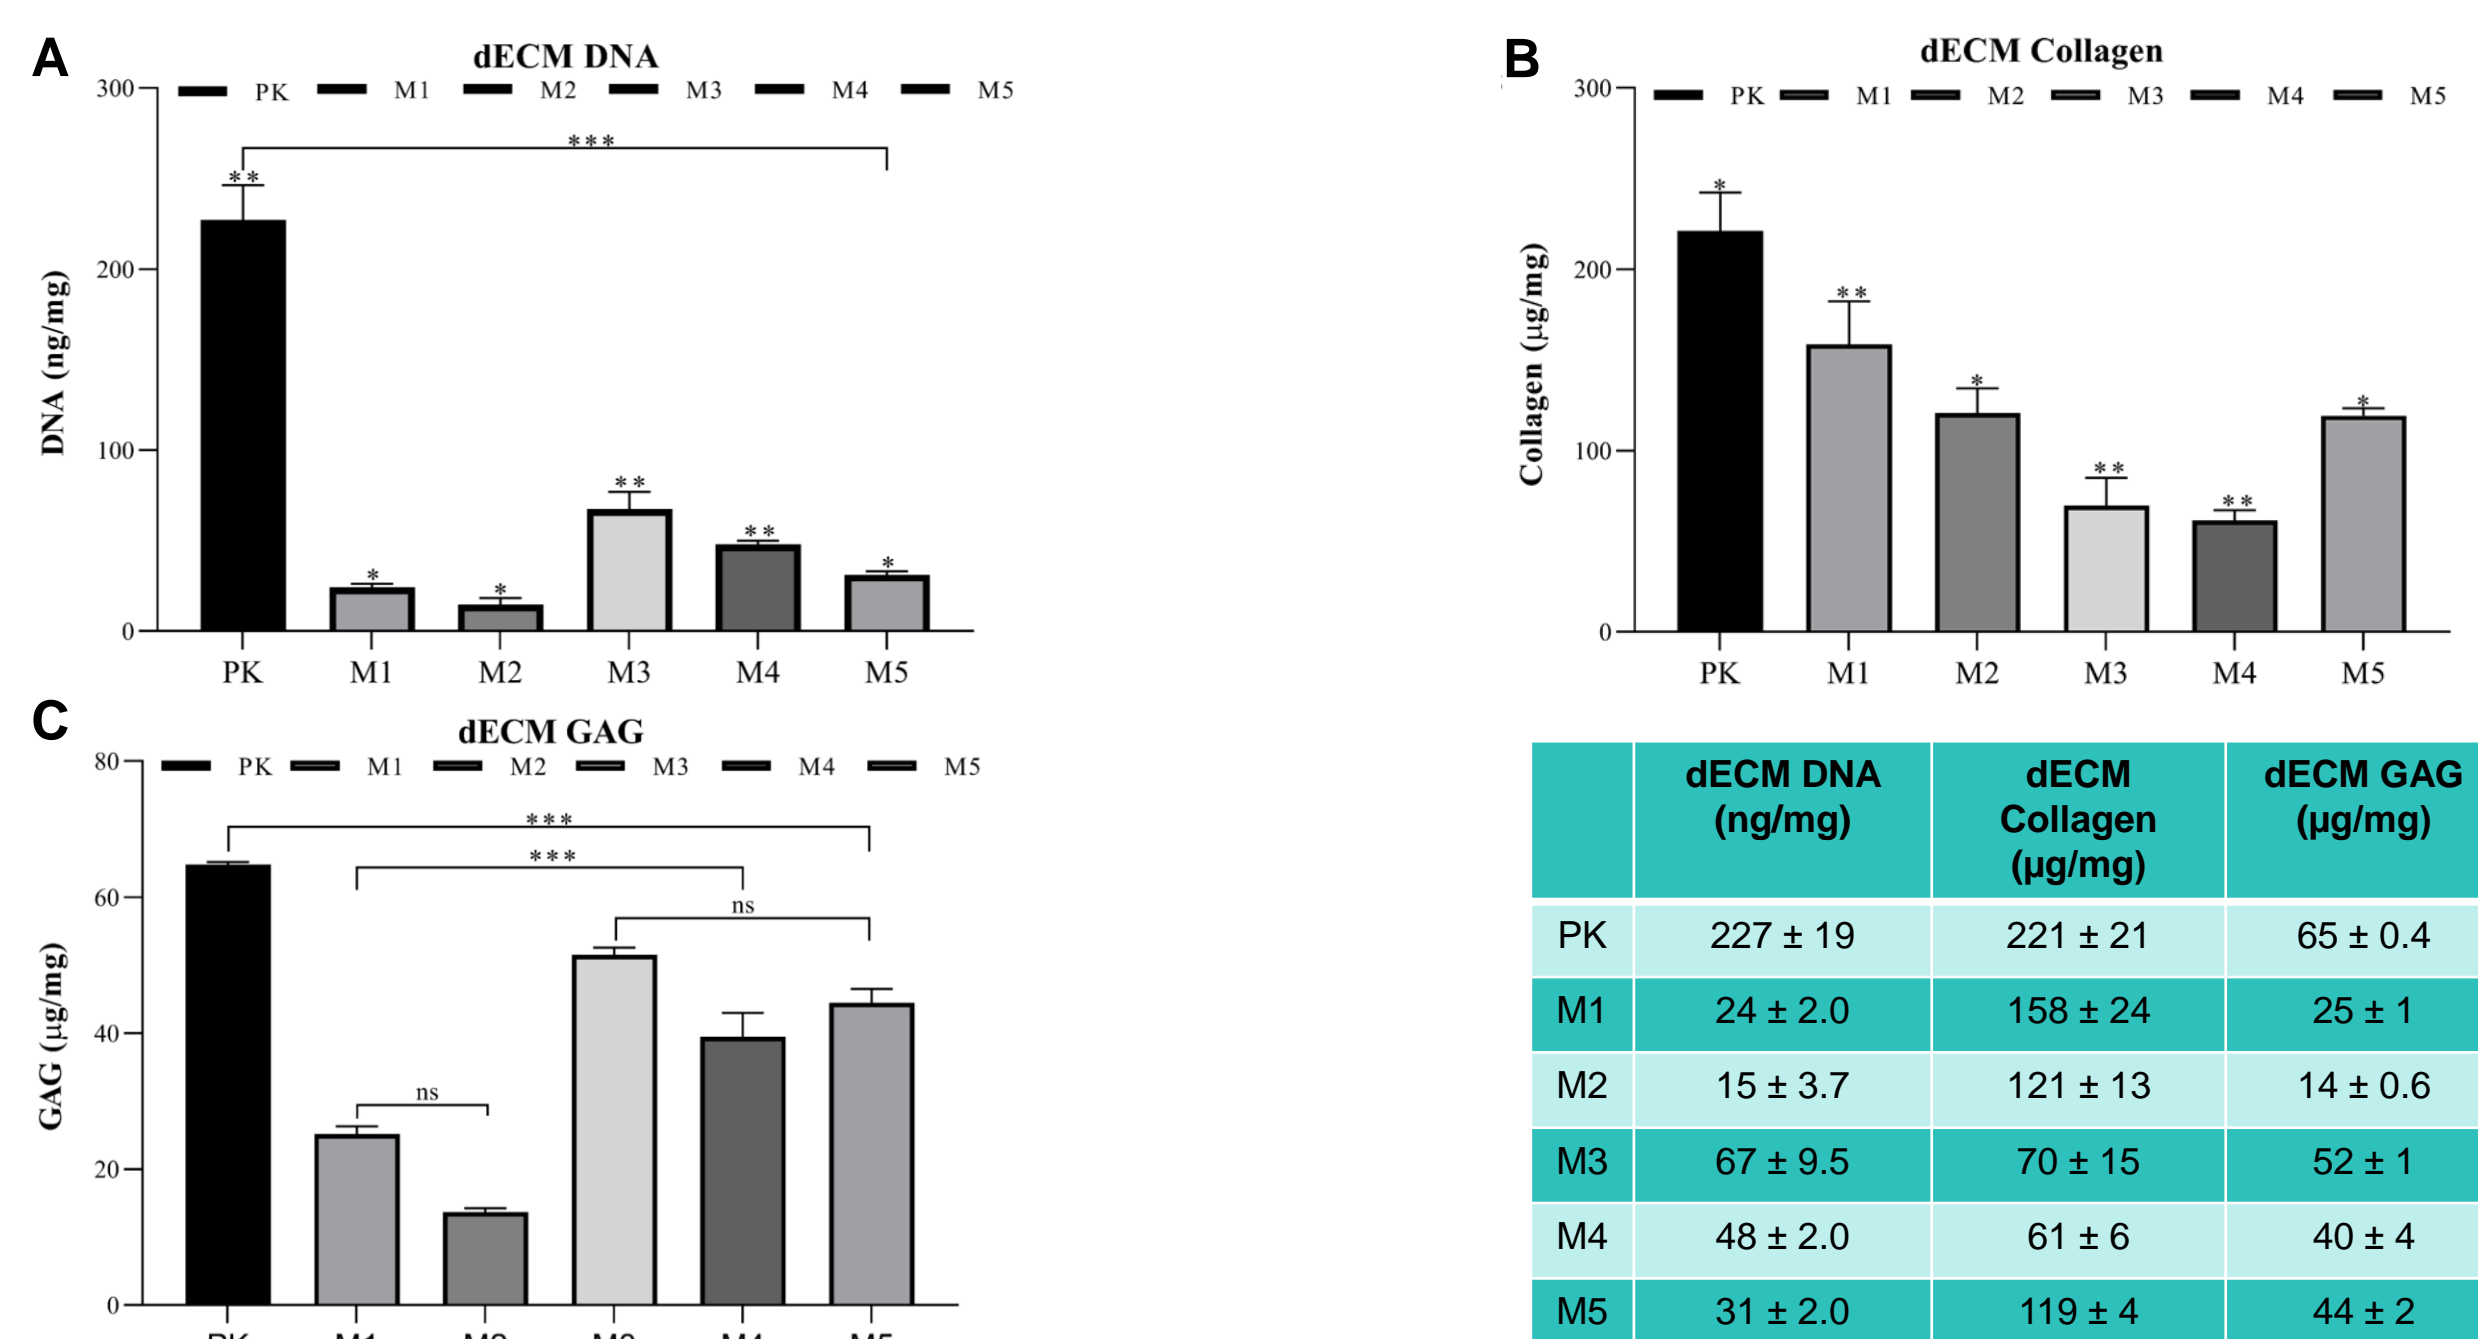 A
dECM DNA
PK M1 M2 M3 M4 M5
300
200
100
0
DNA (ng/mg)
***
**
*
*
**
**
*
PK M1 M2 M3 M4 M5
B
dECM Collagen
PK M1 M2 M3 M4 M5
300
200
100
0
Collagen (µg/mg)
*
**
*
**
**
*
PK M1 M2 M3 M4 M5
C
dECM GAG
PK M1 M2 M3 M4 M5
80
60
40
20
0
GAG (µg/mg)
***
***
ns
ns
PK M1 M2 M3 M4 M5
dECM DNA (ng/mg) dECM Collagen (µg/mg) dECM GAG (µg/mg)
PK 227 ± 19 221 ± 21 65 ± 0.4
M1 24 ± 2.0 158 ± 24 25 ± 1
M2 15 ± 3.7 121 ± 13 14 ± 0.6
M3 67 ± 9.5 70 ± 15 52 ± 1
M4 48 ± 2.0 61 ± 6 40 ± 4
M5 31 ± 2.0 119 ± 4 44 ± 2